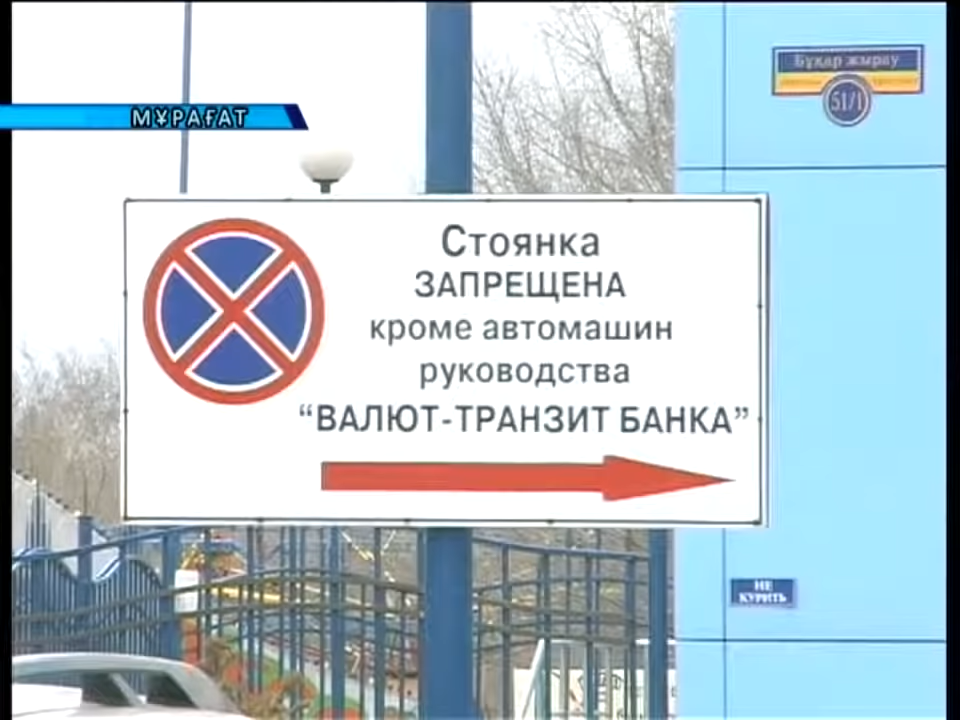 Бұқар жырау
51/1
МҰРАҒАТ
Стоянка
ЗАПРЕЩЕНА
кроме автомашин
руководства
“ВАЛЮТ-ТРАНЗИТ БАНКА”
НЕ
КУРИТЬ